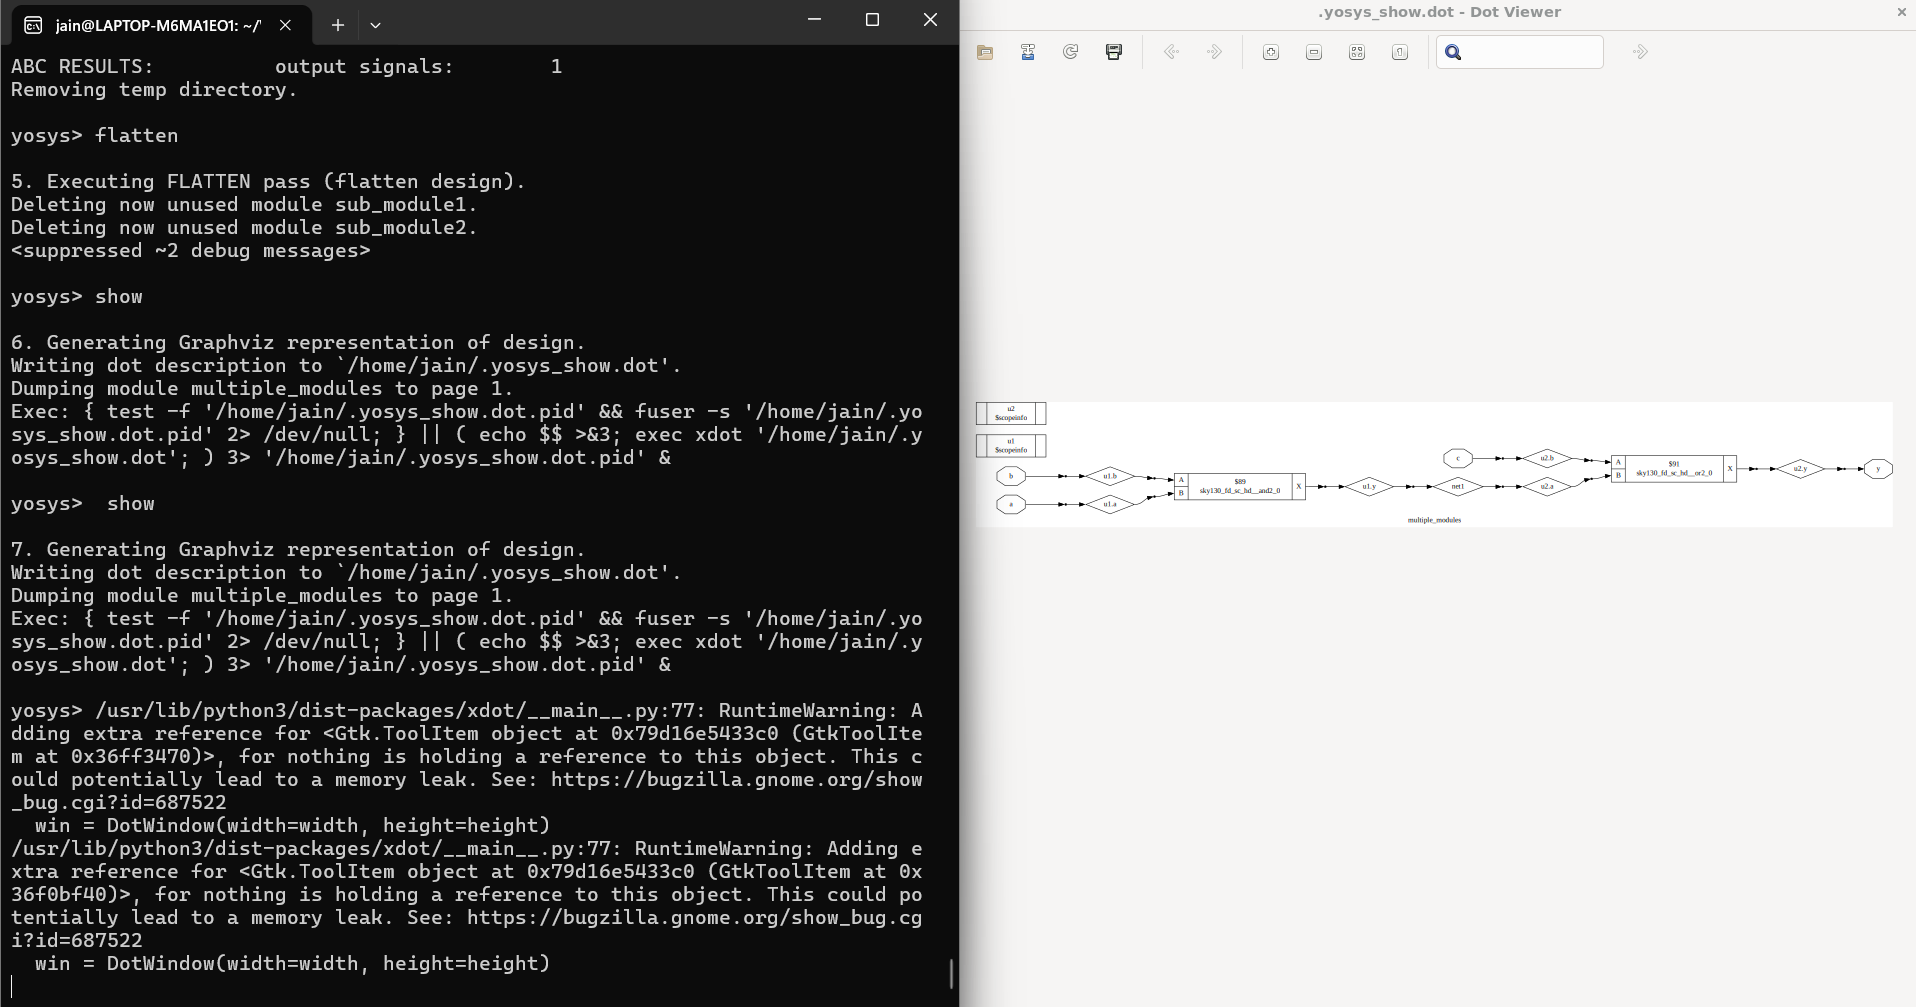 jain@LAPTOP-M6MA1EO1: ~/'
ABC RESULTS:          output signals:        1
Removing temp directory.
yosys> flatten
5. Executing FLATTEN pass (flatten design).
Deleting now unused module sub_module1.
Deleting now unused module sub_module2.
<suppressed ~2 debug messages>
yosys> show
6. Generating Graphviz representation of design.
Writing dot description to `/home/jain/.yosys_show.dot'.
Dumping module multiple_modules to page 1.
Exec: { test -f '/home/jain/.yosys_show.dot.pid' && fuser -s '/home/jain/.yo
sys_show.dot.pid' 2> /dev/null; } || ( echo $$ >&3; exec xdot '/home/jain/.y
osys_show.dot'; ) 3> '/home/jain/.yosys_show.dot.pid' &
yosys>  show
7. Generating Graphviz representation of design.
Writing dot description to `/home/jain/.yosys_show.dot'.
Dumping module multiple_modules to page 1.
Exec: { test -f '/home/jain/.yosys_show.dot.pid' && fuser -s '/home/jain/.yo
sys_show.dot.pid' 2> /dev/null; } || ( echo $$ >&3; exec xdot '/home/jain/.y
osys_show.dot'; ) 3> '/home/jain/.yosys_show.dot.pid' &
yosys> /usr/lib/python3/dist-packages/xdot/__main__.py:77: RuntimeWarning: A
dding extra reference for <Gtk.ToolItem object at 0x79d16e5433c0 (GtkToolIte
m at 0x36ff3470)>, for nothing is holding a reference to this object. This c
ould potentially lead to a memory leak. See: https://bugzilla.gnome.org/show
_bug.cgi?id=687522
  win = DotWindow(width=width, height=height)
/usr/lib/python3/dist-packages/xdot/__main__.py:77: RuntimeWarning: Adding e
xtra reference for <Gtk.ToolItem object at 0x79d16e5433c0 (GtkToolItem at 0x
36f0bf40)>, for nothing is holding a reference to this object. This could po
tentially lead to a memory leak. See: https://bugzilla.gnome.org/show_bug.cg
i?id=687522
  win = DotWindow(width=width, height=height)
.yosys_show.dot - Dot Viewer
u2
$scopeinfo
u1
$scopeinfo
b
u1.b
a
u1.a
A
B
$89
sky130_fd_sc_hd__and2_0
X
u1.y
net1
c
u2.b
u2.a
A
B
$91
sky130_fd_sc_hd__or2_0
X
u2.y
y
multiple_modules